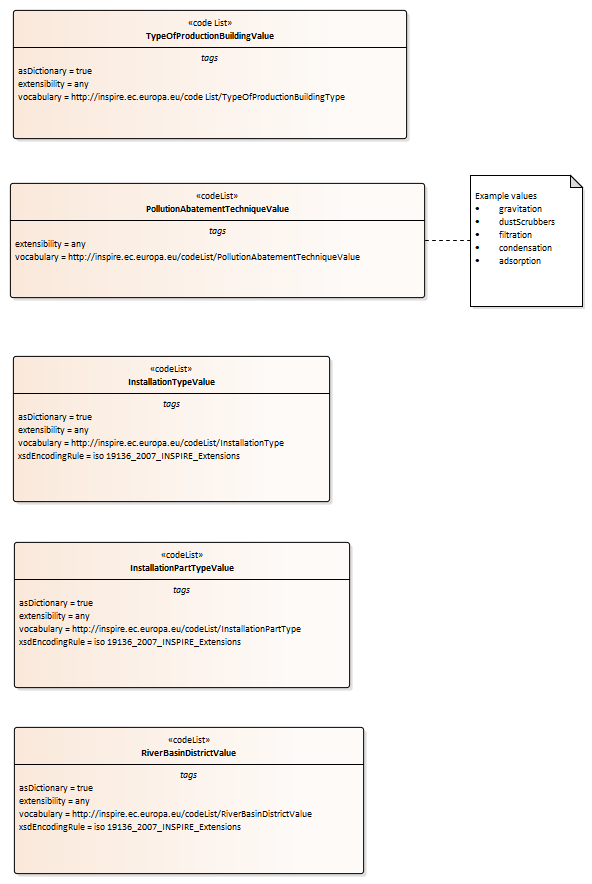 «code List»
TypeOfProductionBuildingValue
tags
asDictionary = true
extensibility = any
vocabulary = http://inspire.ec.europa.eu/code List/TypeOfProductionBuildingType
«codeList»
PollutionAbatementTechniqueValue
tags
extensibility = any
vocabulary = http://inspire.ec.europa.eu/codeList/PollutionAbatementTechniqueValue
Example values
• gravitation
• dustScrubbers
• filtration
• condensation
• adsorption
«codeList»
InstallationTypeValue
tags
asDictionary = true
extensibility = any
vocabulary = http://inspire.ec.europa.eu/codeList/InstallationType
xsdEncodingRule = iso 19136_2007_INSPIRE_Extensions
«codeList»
InstallationPartTypeValue
tags
asDictionary = true
extensibility = any
vocabulary = http://inspire.ec.europa.eu/codeList/InstallationPartType
xsdEncodingRule = iso 19136_2007_INSPIRE_Extensions
«codeList»
RiverBasinDistrictValue
tags
asDictionary = true
extensibility = any
vocabulary = http://inspire.ec.europa.eu/codeList/RiverBasinDistrictValue
xsdEncodingRule = iso 19136_2007_INSPIRE_Extensions